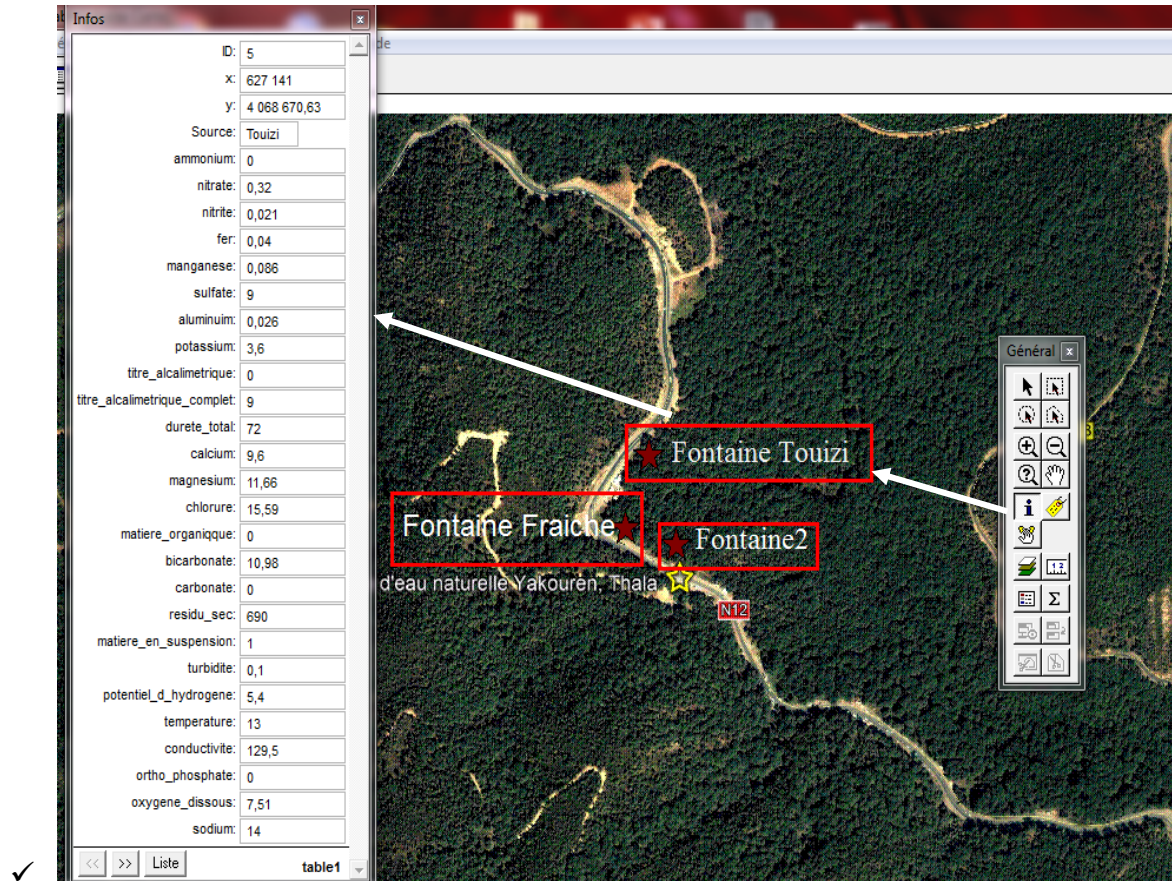 Infos
de
ID: 5
x: 627 141
y: 4 068 670,63
Source: Touizi
ammonium: 0
nitrate: 0,32
nitrite: 0,021
fer: 0,04
manganese: 0,086
sulfate: 9
aluminuim: 0,026
potassium: 3,6
titre_alcalimetrique: 0
titre_alcalimetrique_complet: 9
durete_total: 72
calcium: 9,6
magnesium: 11,66
chlorure: 15,59
matiere_organiqque: 0
bicarbonate: 10,98
carbonate: 0
residu_sec: 690
matiere_en_suspension: 1
turbidite: 0,1
potentiel_d_hydrogene: 5,4
temperature: 13
conductivite: 129,5
ortho_phosphate: 0
oxygene_dissous: 7,51
sodium: 14
<< >> Liste table1
Fontaine Touizi
Fontaine Fraiche
Fontaine2
d'eau naturelle Yakouren, Thala
N12
Général